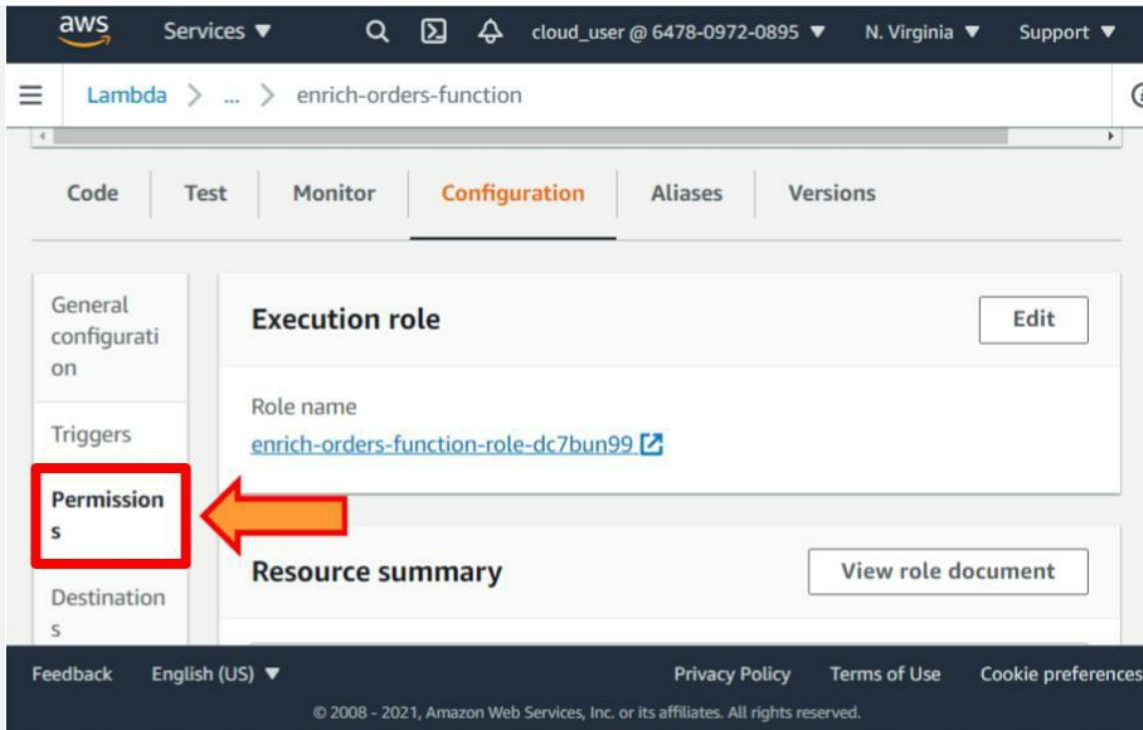 aws Services ▼ cloud_user @ 6478-0972-0895 ▼ N. Virginia ▼ Support ▼
Lambda > ... > enrich-orders-function
Code Test Monitor Configuration Aliases Versions
General
configurati
on
Triggers
Permission
s
Destination
s
Execution role Edit
Role name
enrich-orders-function-role-dc7bun99
Resource summary View role document
Feedback English (US) ▼ Privacy Policy Terms of Use Cookie preferences
© 2008 - 2021, Amazon Web Services, Inc. or its affiliates. All rights reserved.